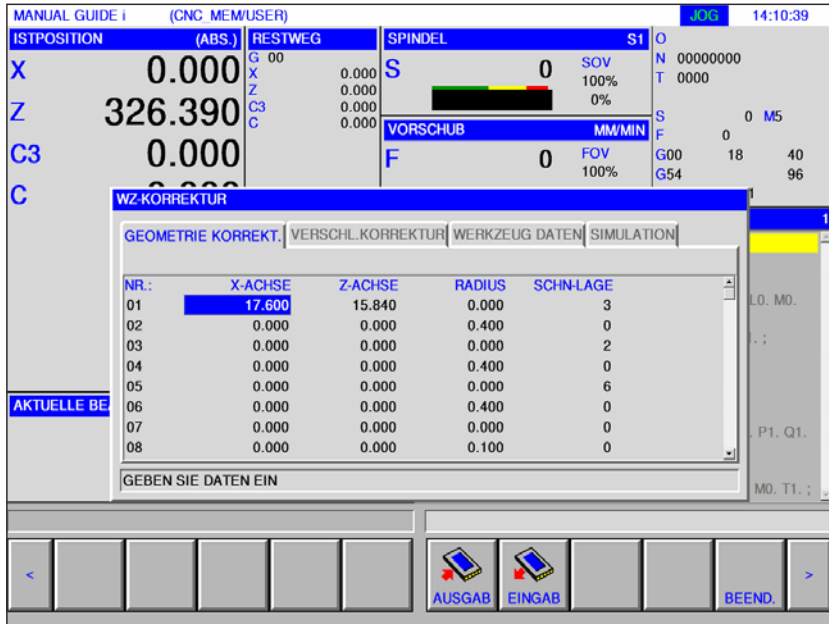 MANUAL GUIDE i (CNC_MEM/USER) JOG 14:10:39
ISTPOSITION (ABS.)
X 0.000
Z 326.390
C3 0.000
C
RESTWEG
G 00
X 0.000
Z 0.000
C3 0.000
C 0.000
SPINDEL S1
S 0 SOV
100%
0%
VORSCHUB MM/MIN
F 0 FOV
100%
O
N 00000000
T 0000
S 0 M5
F 0
G00 18 40
G54 96
1
1
L0. M0.
. ;
. P1. Q1.
M0. T1. ;
WZ-KORREKTUR
GEOMETRIE KORREKT. VERSCHL.KORREKTUR WERKZEUG DATEN SIMULATION
NR.: X-ACHSE Z-ACHSE RADIUS SCHN-LAGE
01 17.600 15.840 0.000 3
02 0.000 0.000 0.400 0
03 0.000 0.000 0.000 2
04 0.000 0.000 0.400 0
05 0.000 0.000 0.000 6
06 0.000 0.000 0.400 0
07 0.000 0.000 0.000 0
08 0.000 0.000 0.100 0
GEBEN SIE DATEN EIN
AKTUELLE BE
< AUSGAB EINGAB BEEND. >